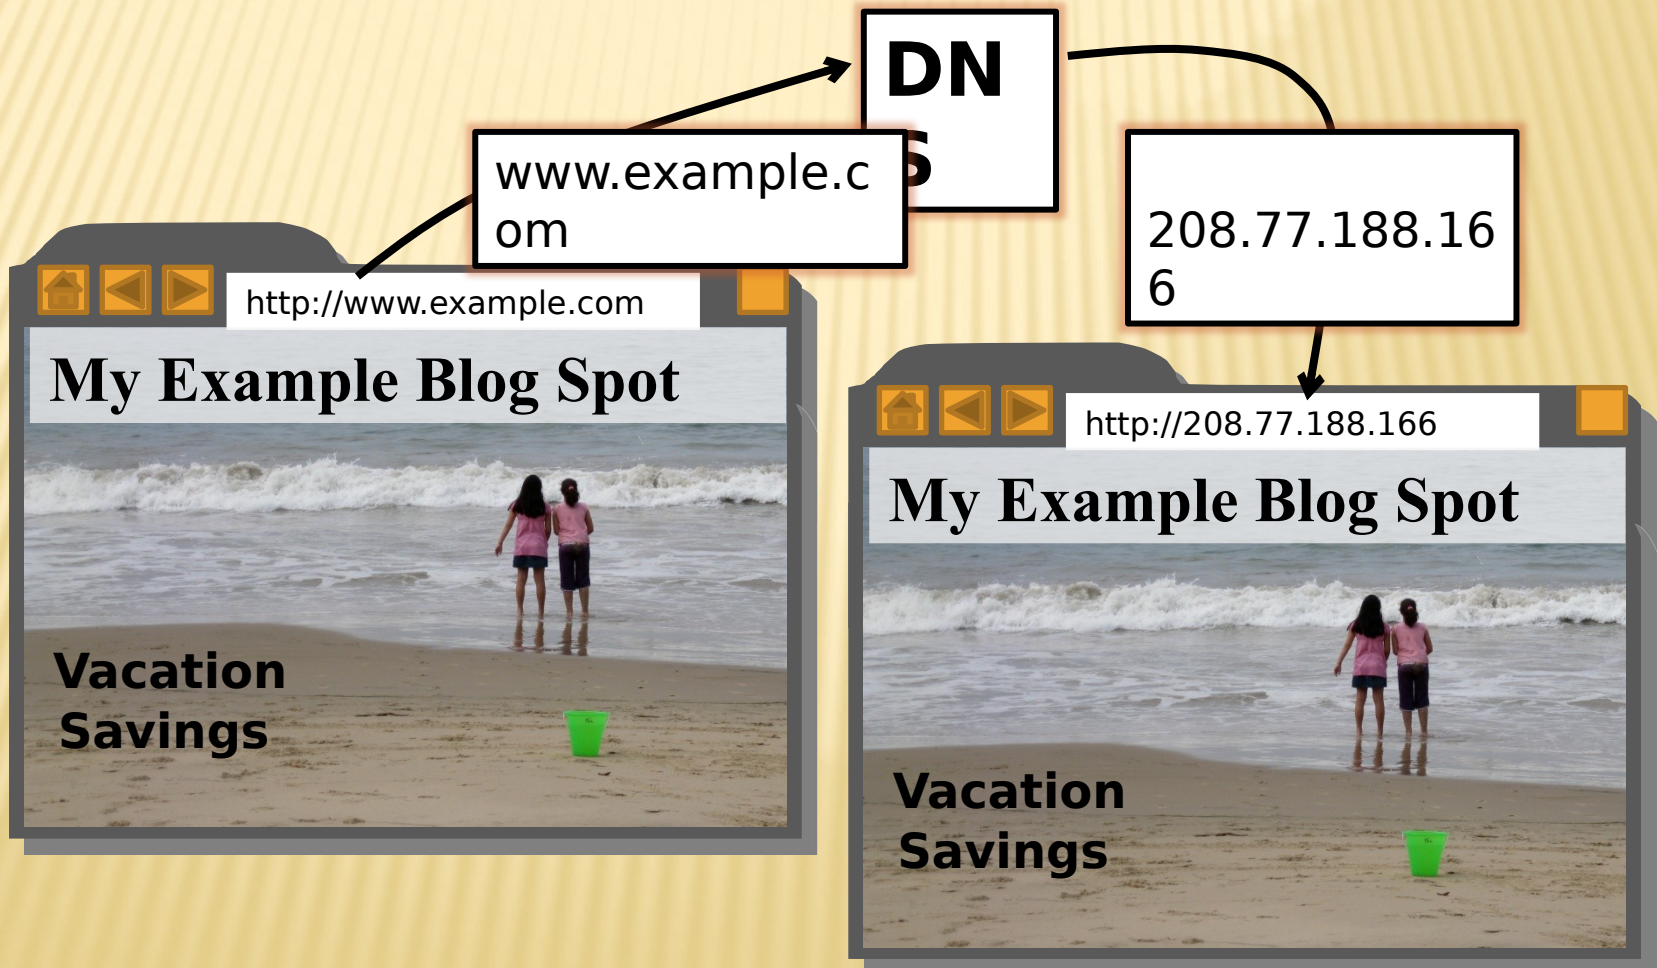 DN
S
www.example.c
om
208.77.188.16
6
http://www.example.com
My Example Blog Spot
Vacation
Savings
http://208.77.188.166
My Example Blog Spot
Vacation
Savings